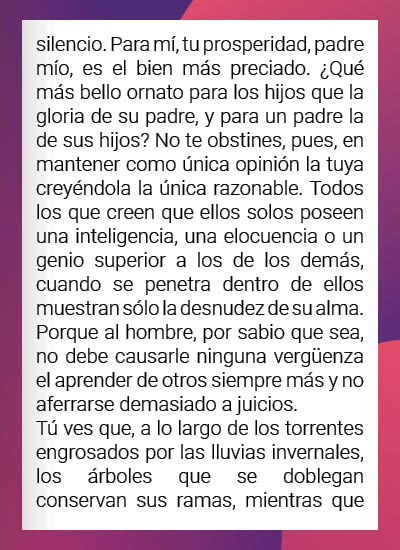 silencio. Para mí, tu prosperidad, padre
mío, es el bien más preciado. ¿Qué
más bello ornato para los hijos que la
gloria de su padre, y para un padre la
de sus hijos? No te obstines, pues, en
mantener como única opinión la tuya
creyéndola la única razonable. Todos
los que creen que ellos solos poseen
una inteligencia, una elocuencia o un
genio superior a los de los demás,
cuando se penetra dentro de ellos
muestran sólo la desnudez de su alma.
Porque al hombre, por sabio que sea,
no debe causarle ninguna vergüenza
el aprender de otros siempre más y no
aferrarse demasiado a juicios.
Tú ves que, a lo largo de los torrentes
engrosados por las lluvias invernales,
los árboles que se doblegan
conservan sus ramas, mientras que